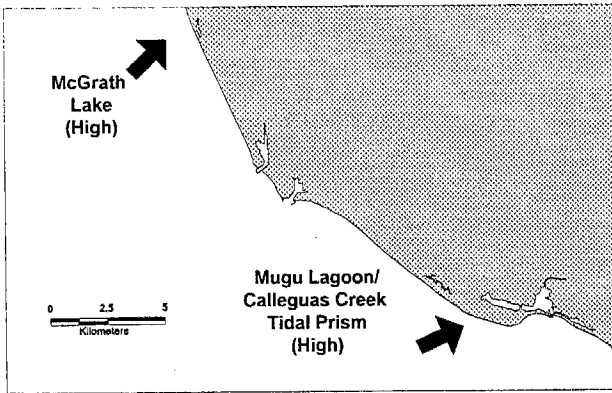 McGrath
Lake
(High)
Mugu Lagoon/
Calleguas Creek
Tidal Prism
(High)
0 2.5 5
Kilometers